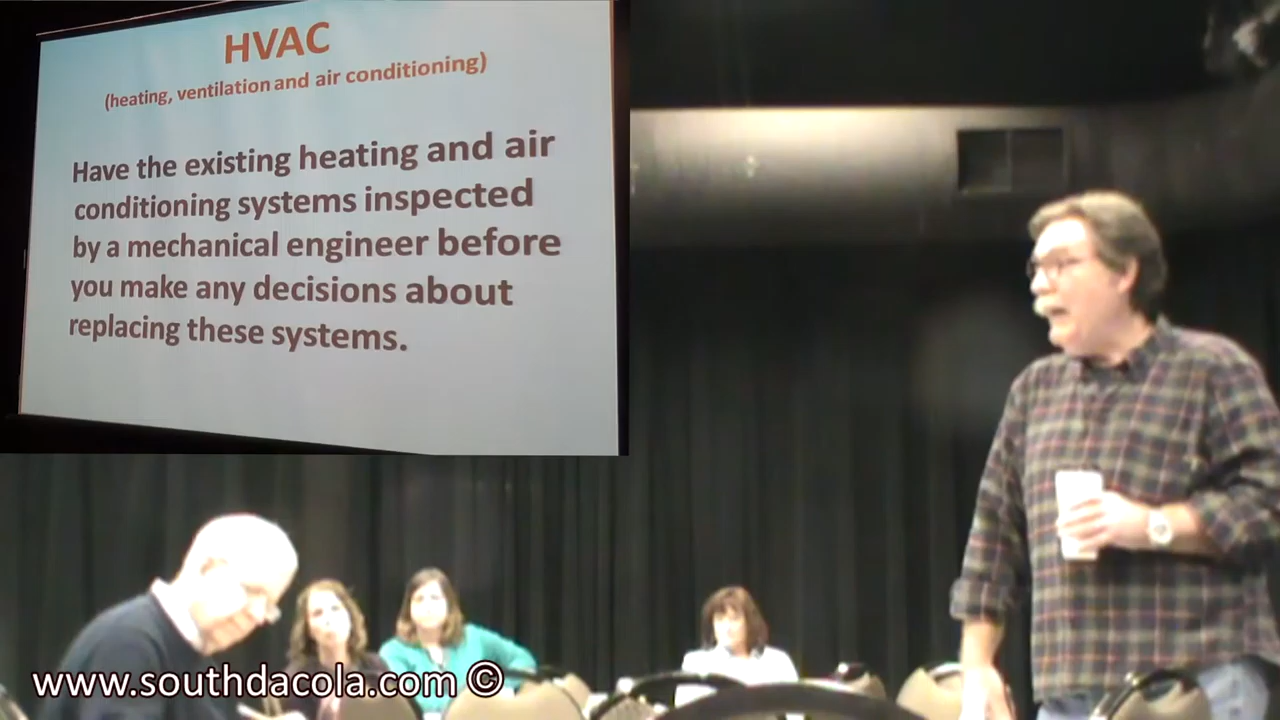 HVAC
(heating, ventilation and air conditioning)
Have the existing heating and air
conditioning systems inspected
by a mechanical engineer before
you make any decisions about
replacing these systems.
www.southdacola.com ©